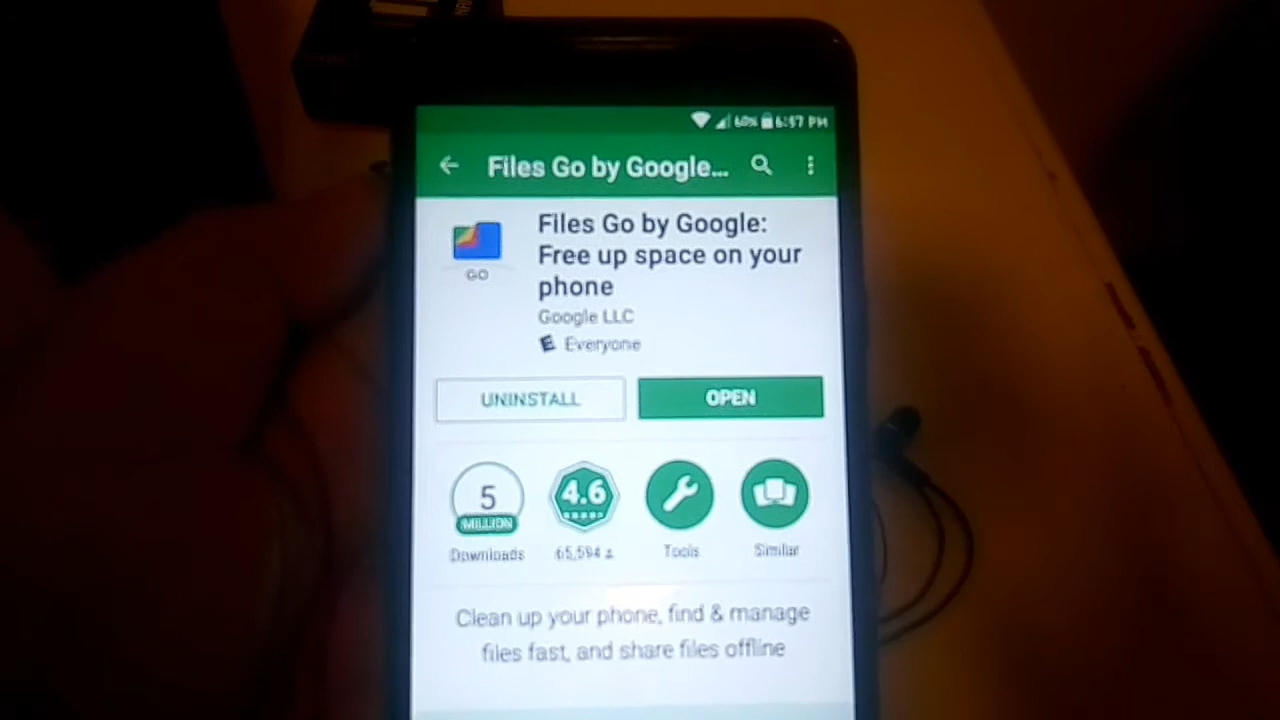 60% 6:57 PM
Files Go by Google...
Files Go by Google:
Free up space on your
phone
GO
Google LLC
E Everyone
UNINSTALL OPEN
5 4.6
MILLION
Downloads 65,594 Tools Similar
Clean up your phone, find & manage
files fast, and share files offline